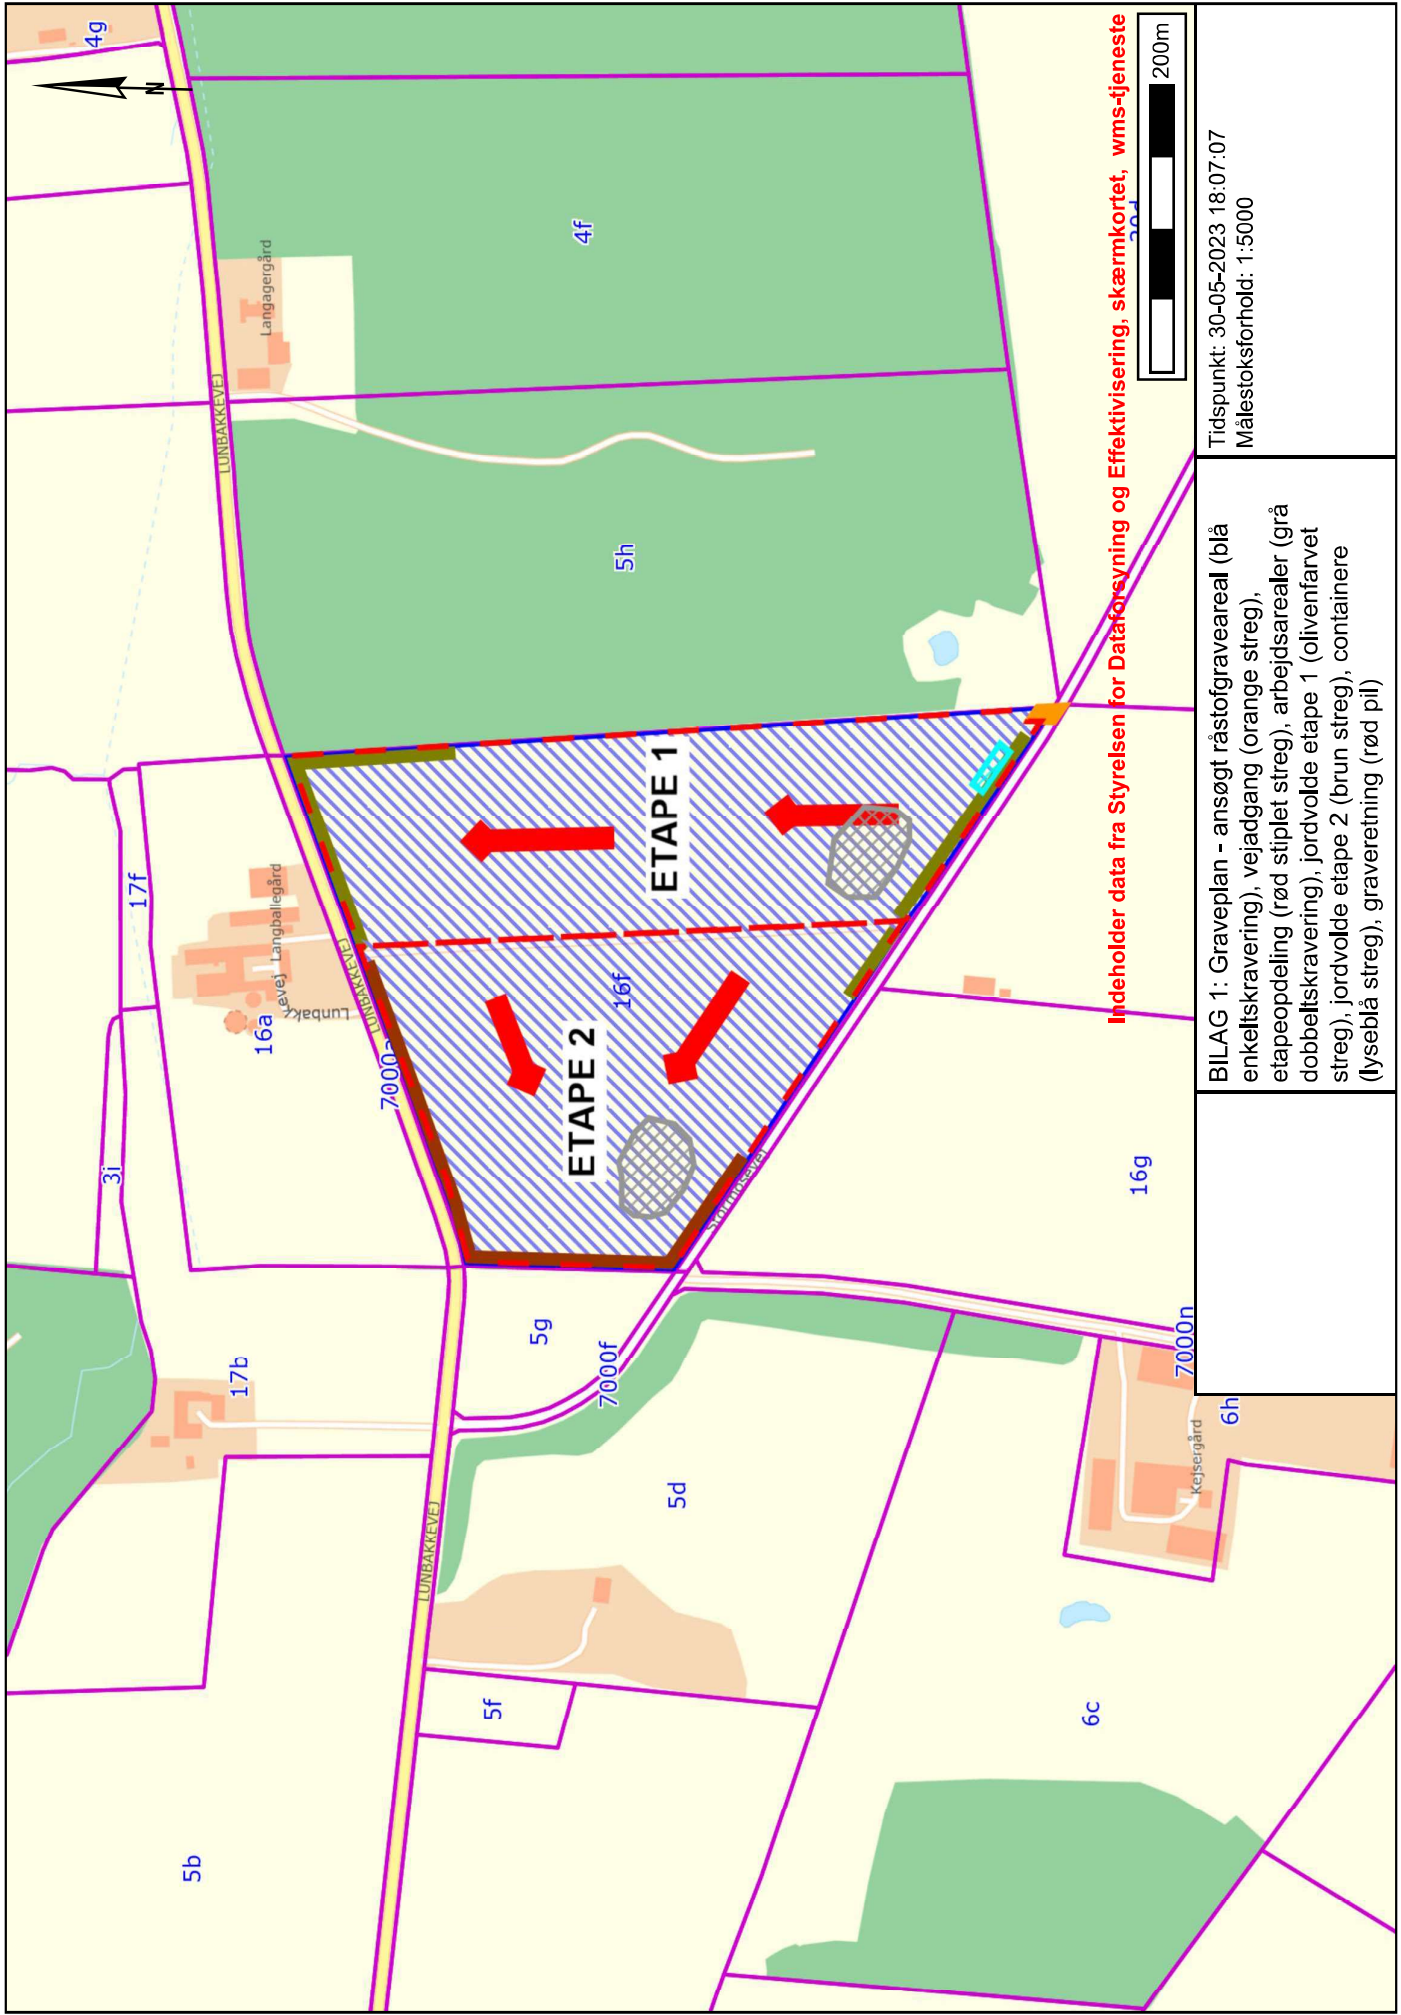 4g
N
Langagergård
4f
LUNBAKKEVEJ
5h
17f
Langballegård
16a
LUNBAKKEVEJ
3i
17b
5g
7000f
ETAPE 1
16f
ETAPE 2
Stormosevej
16g
7000n
6h
Kejsergård
5d
LUNBAKKEVEJ
5f
5b
6c
Indeholder data fra Styrelsen for Dataforsyning og Effektivisering, skærmkortet, wms-tjeneste
200m
BILAG 1: Graveplan - ansøgt råstofgraveareal (blå
enkeltskravering), vejadgang (orange streg),
etapeopdeling (rød stiplet streg), arbejdsarealer (grå
dobbeltskravering), jordvolde etape 1 (olivenfarvet
streg), jordvolde etape 2 (brun streg), containere
(lyseblå streg), graveretning (rød pil)
Tidspunkt: 30-05-2023 18:07:07
Målestoksforhold: 1:5000